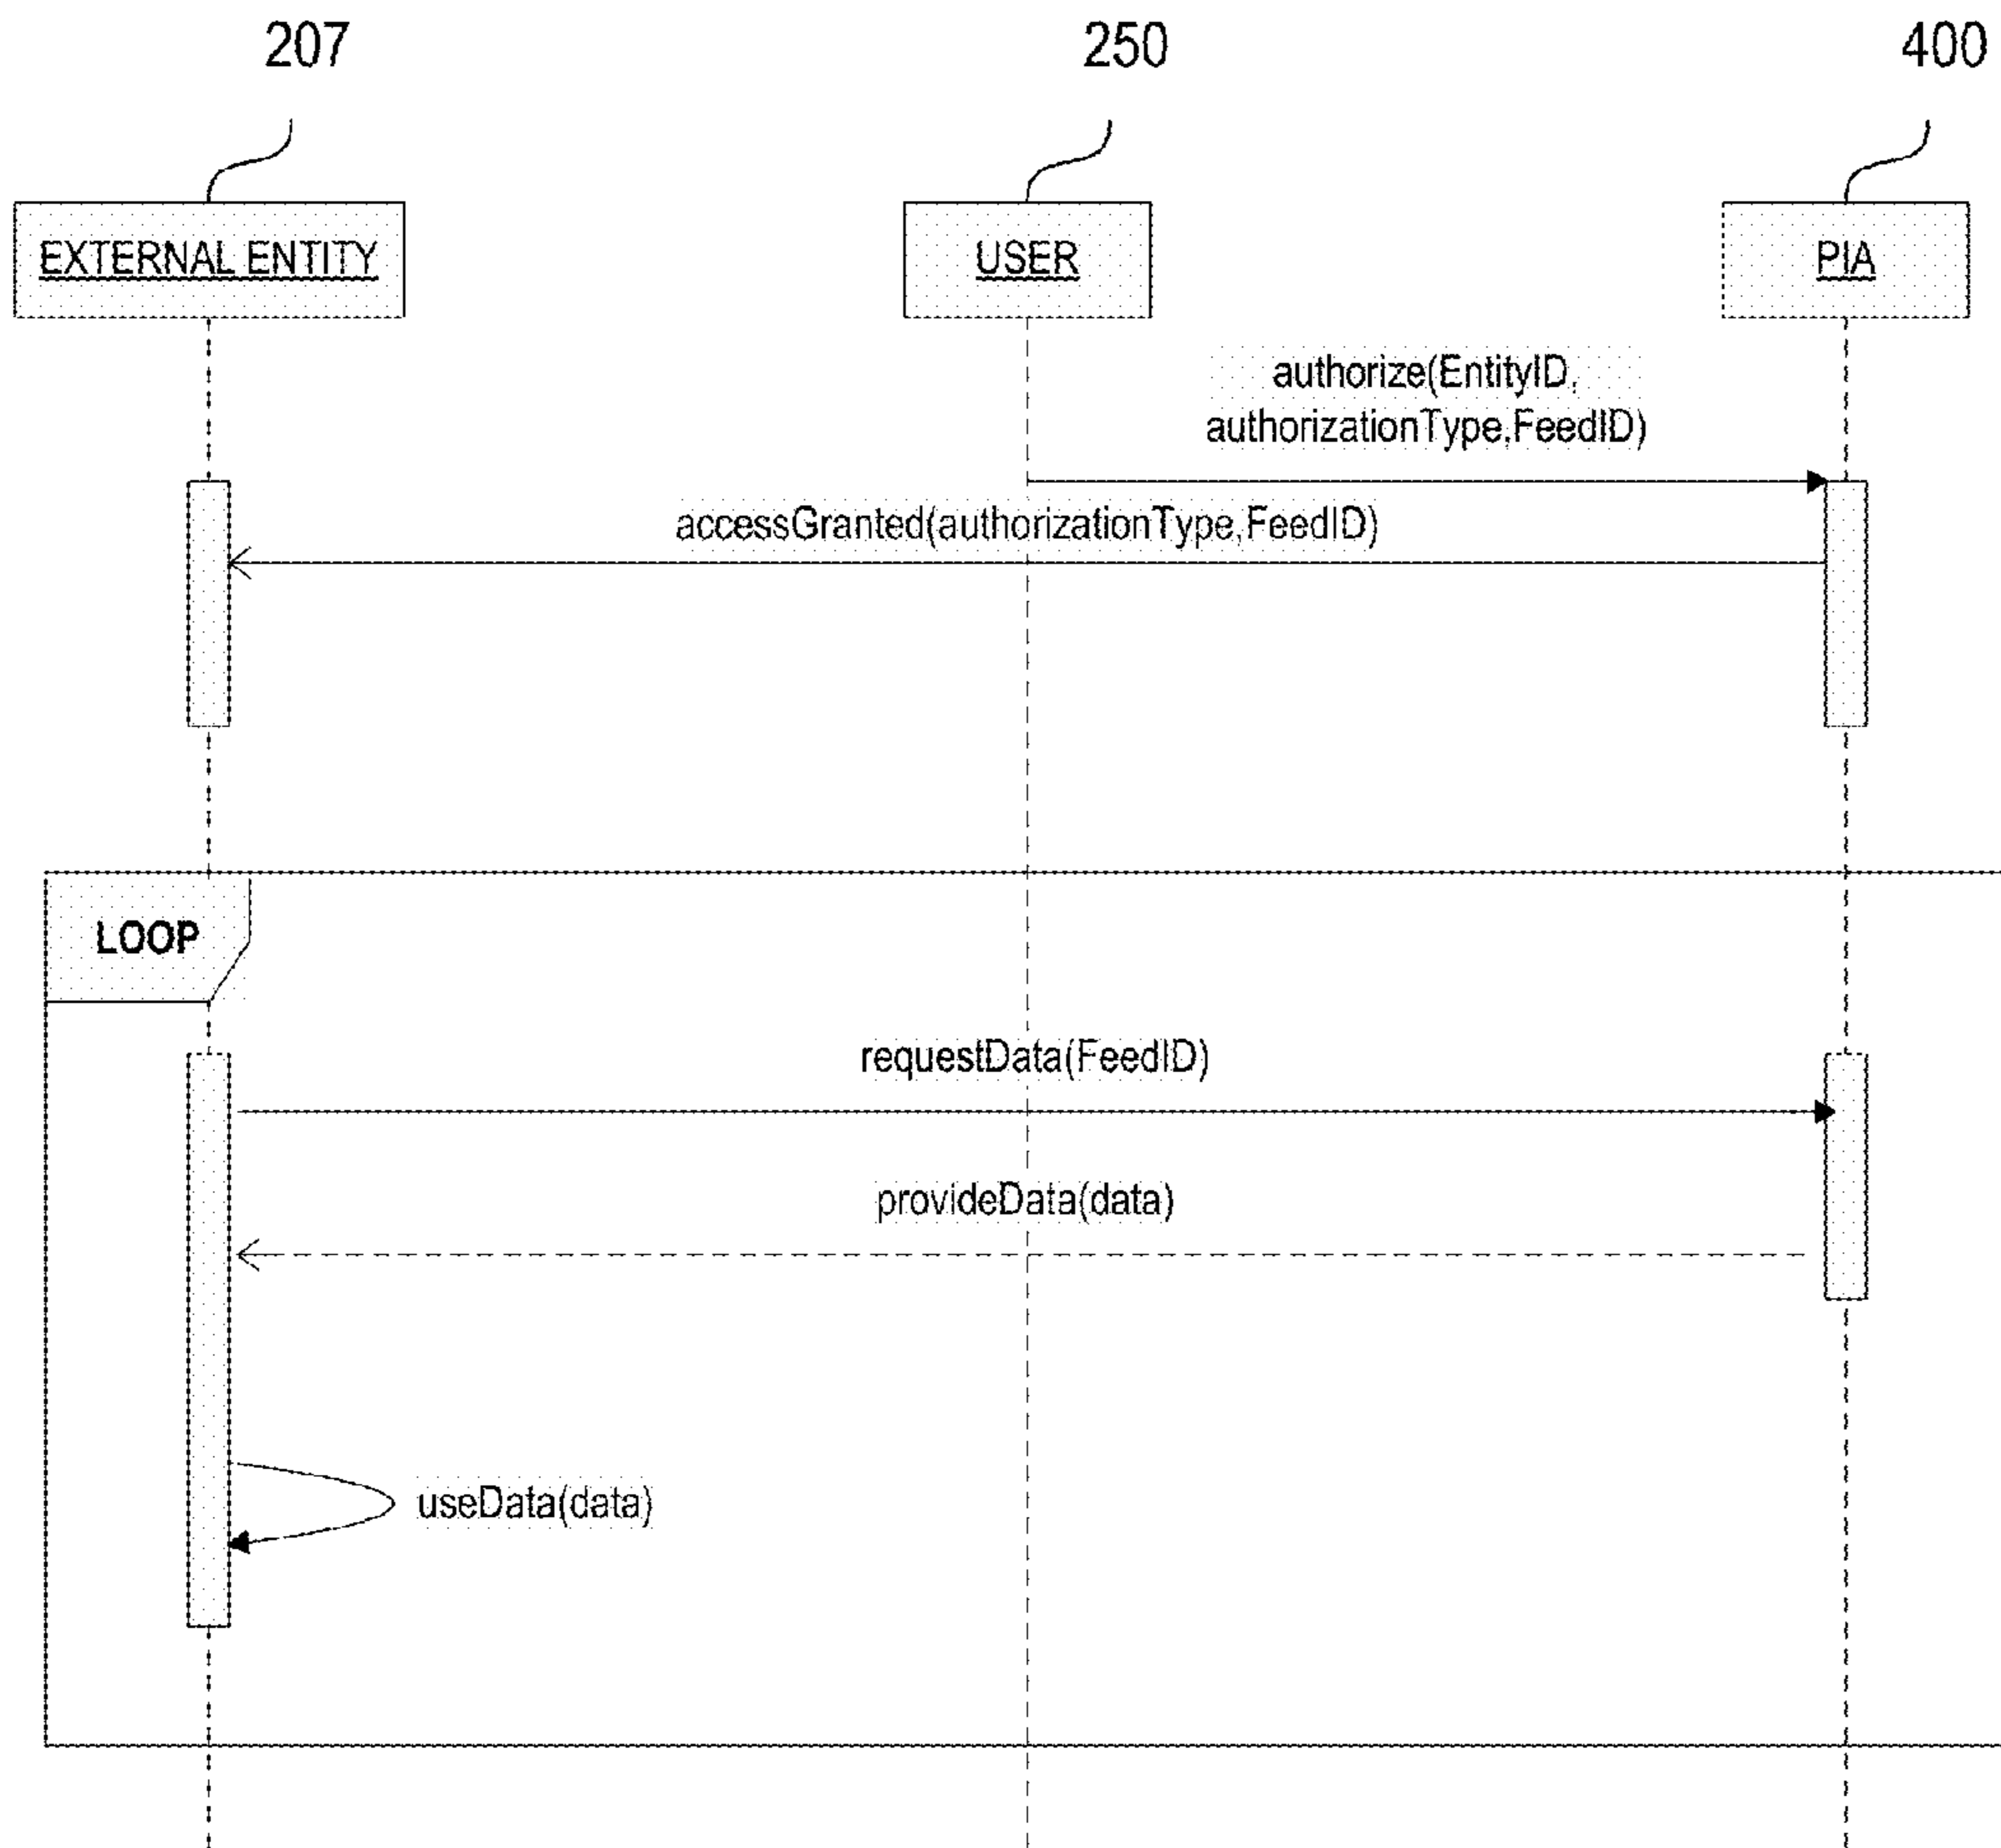 207
250
400
EXTERNAL ENTITY
USER
PIA
authorize(EntityID,
authorizationType,FeedID)
accessGranted(authorizationType,FeedID)
LOOP
requestData(FeedID)
provideData(data)
useData(data)